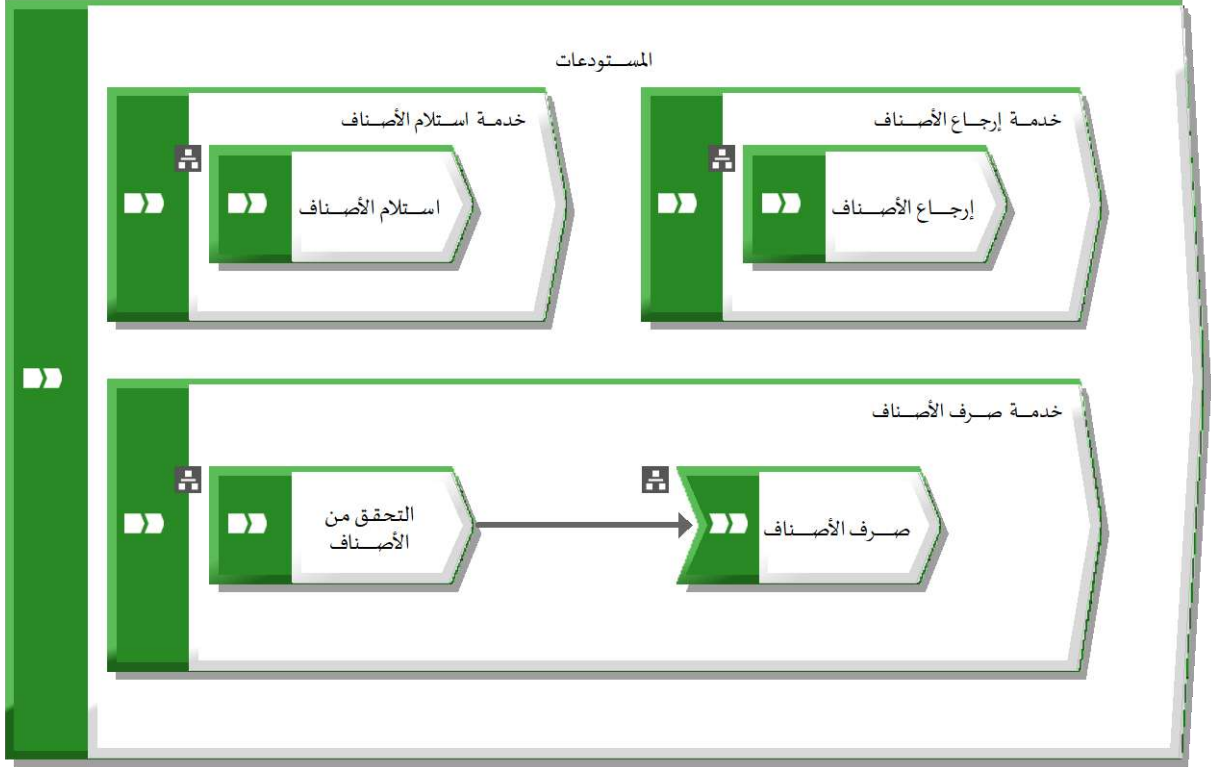 المستودعات
خدمة إرجاع الأصناف
إرجاع الأصناف
خدمة استلام الأصناف
استلام الأصناف
خدمة صرف الأصناف
التحقق من
الأصناف
صرف الأصناف